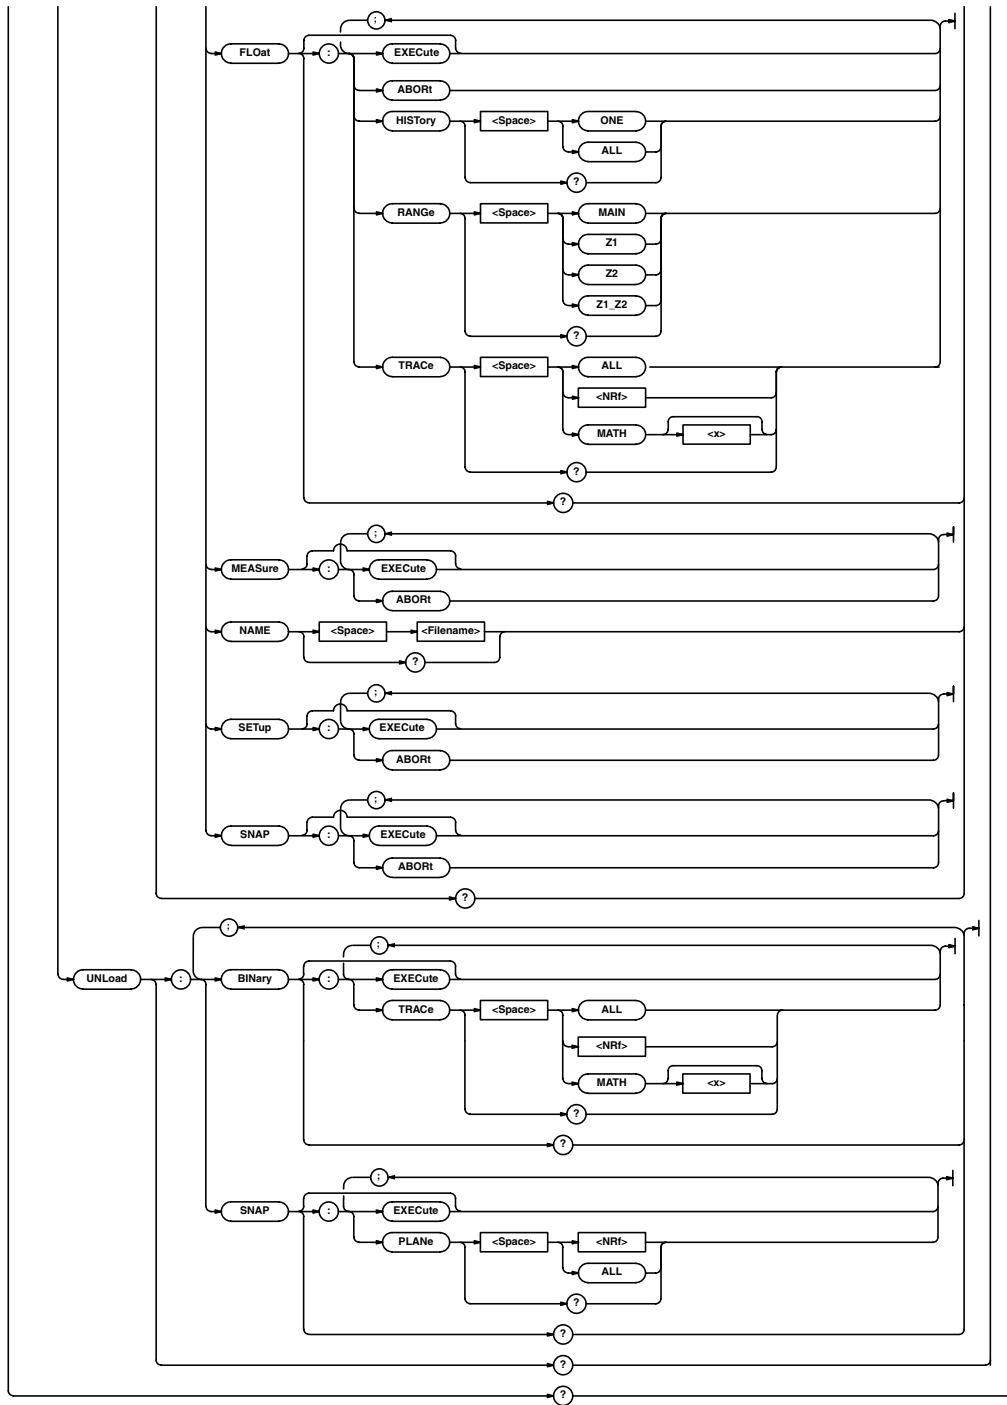 ;
FLOat : EXECute
ABORt
HISTory <Space> ONE
ALL
?
RANGe <Space> MAIN
Z1
Z2
Z1_Z2
?
TRACe <Space> ALL
<NRf>
MATH <x>
?
?
;
MEASure : EXECute
ABORt
NAME <Space> <Filename>
?
;
SETup : EXECute
ABORt
;
SNAP : EXECute
ABORt
?
;
;
UNLoad : BINary : EXECute
TRACe <Space> ALL
<NRf>
MATH <x>
?
?
;
SNAP : EXECute
PLANe <Space> <NRf>
ALL
?
?
?
?